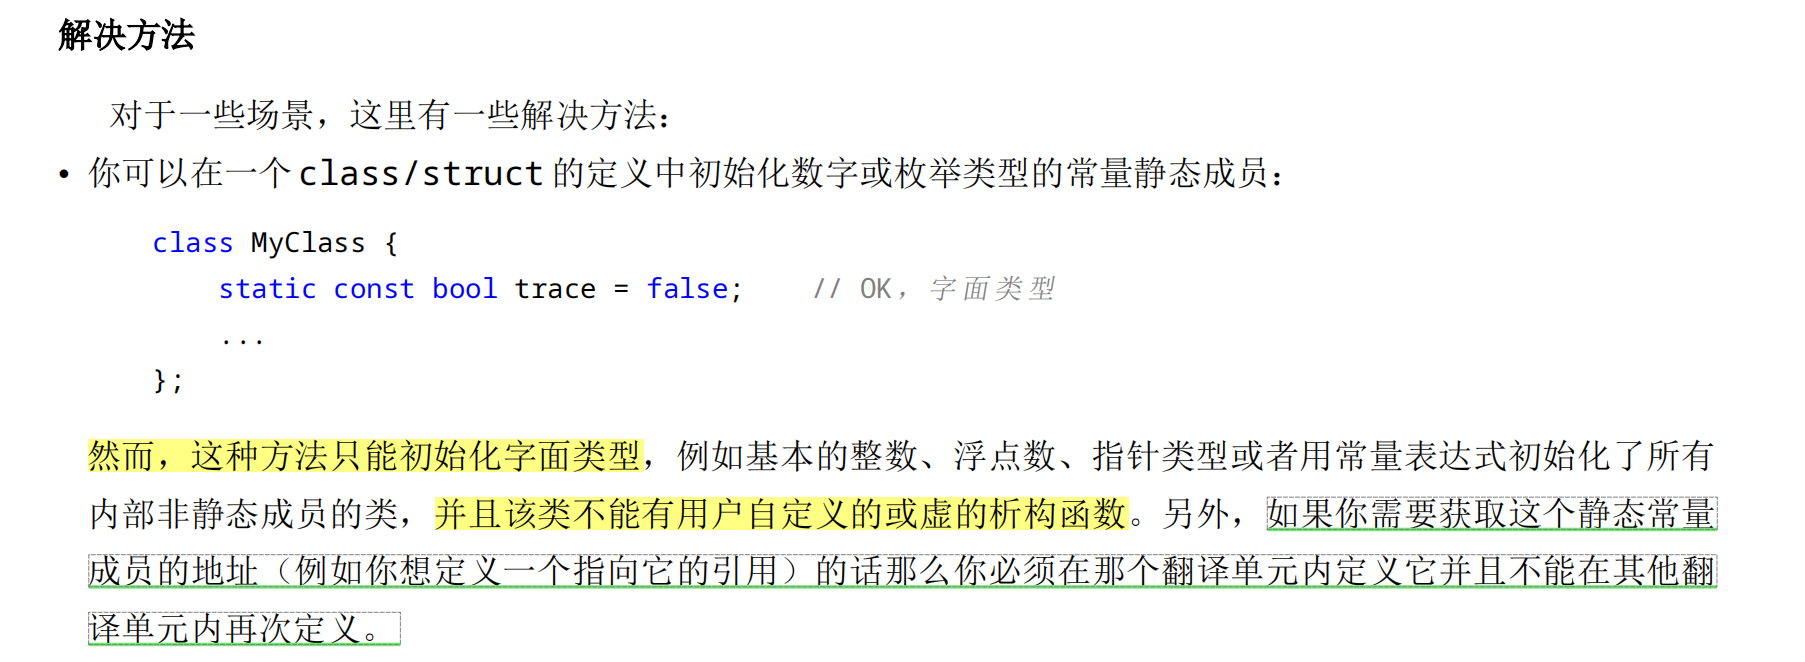 解决方法
对于一些场景，这里有一些解决方法：
• 你可以在一个 class/struct 的定义中初始化数字或枚举类型的常量静态成员：
class MyClass {
    static const bool trace = false;    // OK，字面类型
    ...
};
然而，这种方法只能初始化字面类型，例如基本的整数、浮点数、指针类型或者用常量表达式初始化了所有
内部非静态成员的类，并且该类不能有用户自定义的或虚的析构函数。另外，如果你需要获取这个静态常量
成员的地址（例如你想定义一个指向它的引用）的话那么你必须在那个翻译单元内定义它并且不能在其他翻
译单元内再次定义。